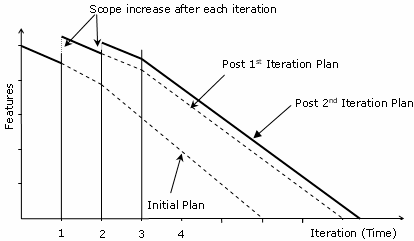 Scope increase after each iteration
Post 1st Iteration Plan
Post 2nd Iteration Plan
Features
Initial Plan
1 2 3 4 Iteration (Time)